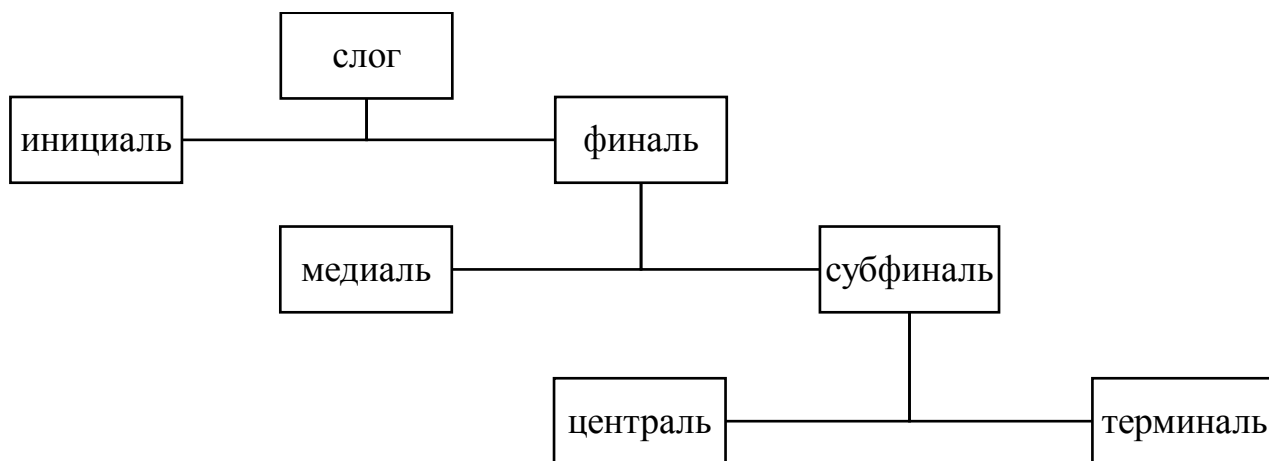 слог
инициаль
финаль
медиаль
субфиналь
централь
терминаль